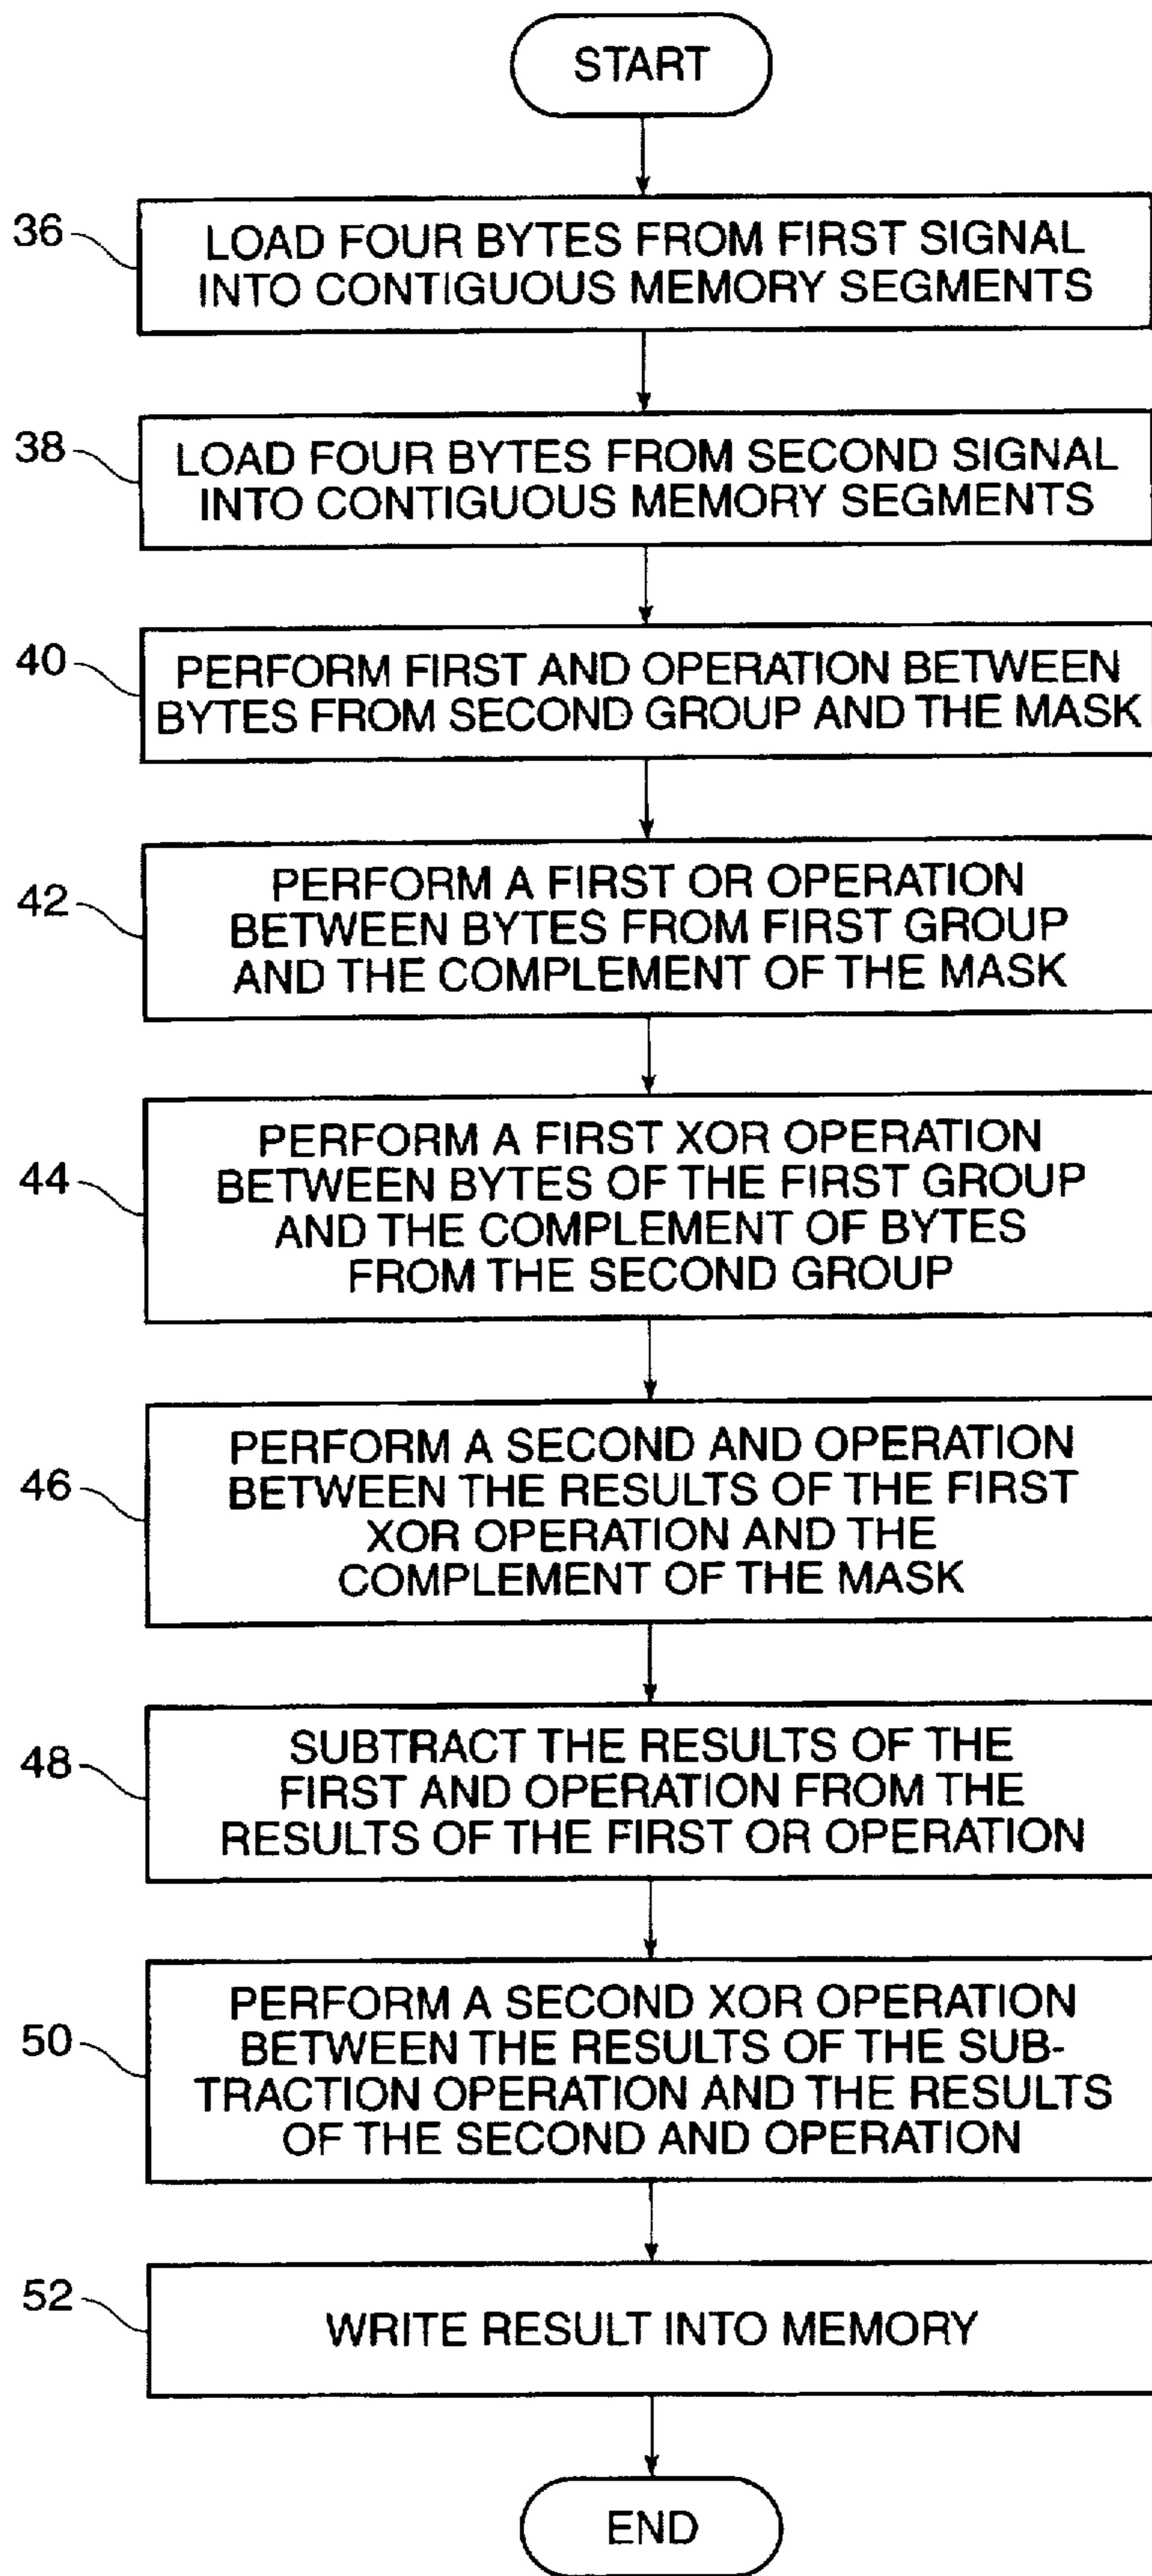 START
36
LOAD FOUR BYTES FROM FIRST SIGNAL
INTO CONTIGUOUS MEMORY SEGMENTS
38
LOAD FOUR BYTES FROM SECOND SIGNAL
INTO CONTIGUOUS MEMORY SEGMENTS
40
PERFORM FIRST AND OPERATION BETWEEN
BYTES FROM SECOND GROUP AND THE MASK
42
PERFORM A FIRST OR OPERATION
BETWEEN BYTES FROM FIRST GROUP
AND THE COMPLEMENT OF THE MASK
44
PERFORM A FIRST XOR OPERATION
BETWEEN BYTES OF THE FIRST GROUP
AND THE COMPLEMENT OF BYTES
FROM THE SECOND GROUP
46
PERFORM A SECOND AND OPERATION
BETWEEN THE RESULTS OF THE FIRST
XOR OPERATION AND THE
COMPLEMENT OF THE MASK
48
SUBTRACT THE RESULTS OF THE
FIRST AND OPERATION FROM THE
RESULTS OF THE FIRST OR OPERATION
50
PERFORM A SECOND XOR OPERATION
BETWEEN THE RESULTS OF THE SUB-
TRACTION OPERATION AND THE RESULTS
OF THE SECOND AND OPERATION
52
WRITE RESULT INTO MEMORY
END